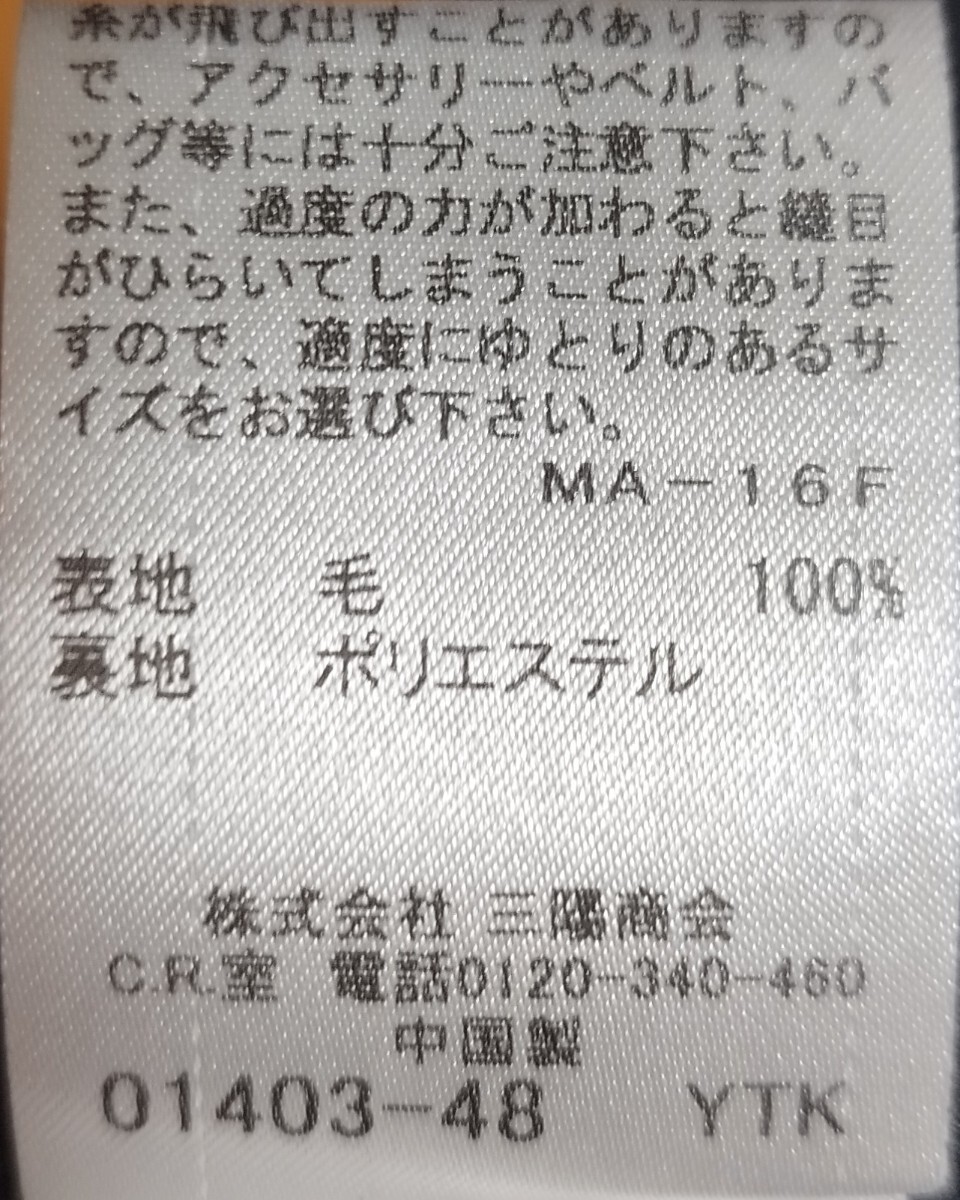 糸が飛び出すことがありますの
で、アクセサリーやベルト、バ
ッグ等には十分ご注意下さい。
また、過度の力が加わると縫目
がひらいてしまうことがありま
すので、適度にゆとりのあるサ
イズをお選び下さい。
MA-16F
表地 毛 100%
裏地 ポリエステル
株式会社 三陽商会
C.R.室 電話0120-340-460
中国製
01403-48 YTK